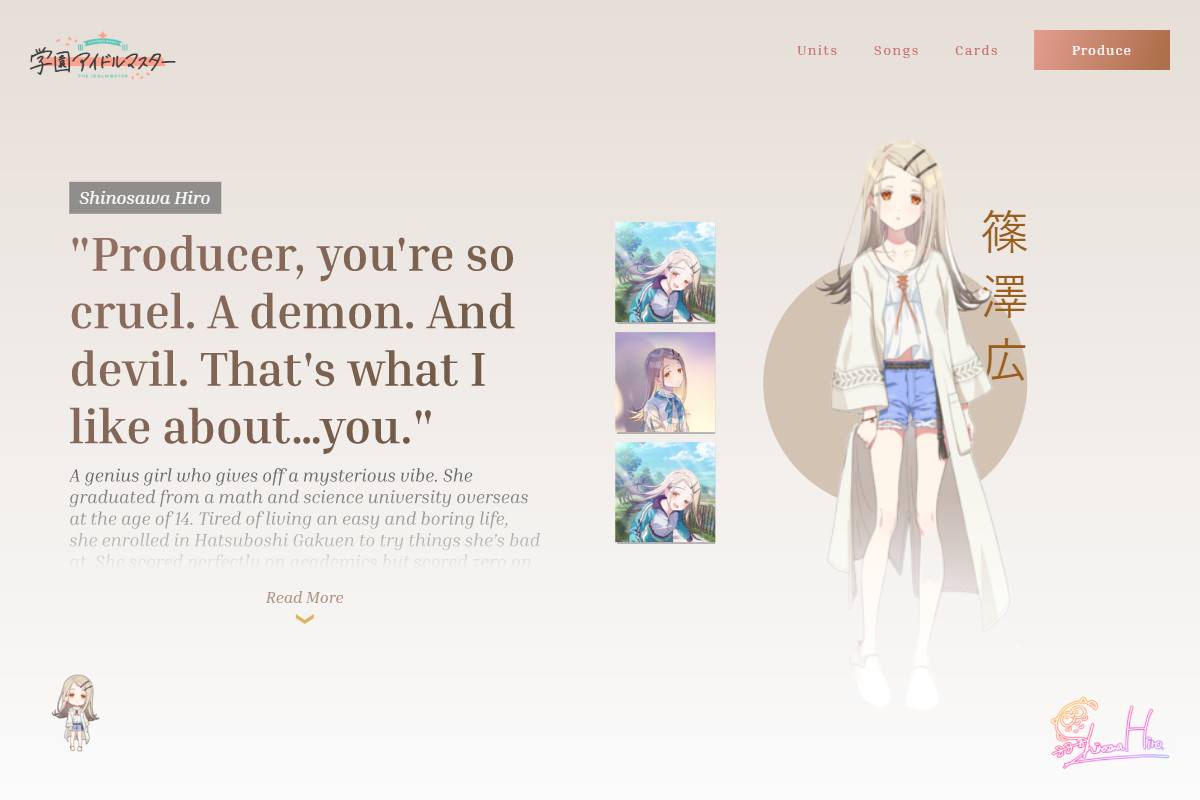 学園アイドルマスター
THE IDOLM@STER
Units
Songs
Cards
Produce
Shinosawa Hiro
"Producer, you're so
cruel. A demon. And
devil. That's what I
like about...you."
A genius girl who gives off a mysterious vibe. She
graduated from a math and science university overseas
at the age of 14. Tired of living an easy and boring life,
she enrolled in Hatsuboshi Gakuen to try things she's bad
at. She scored perfectly on academics but scored zero on
Read More
篠澤広
Shinosawa Hiro